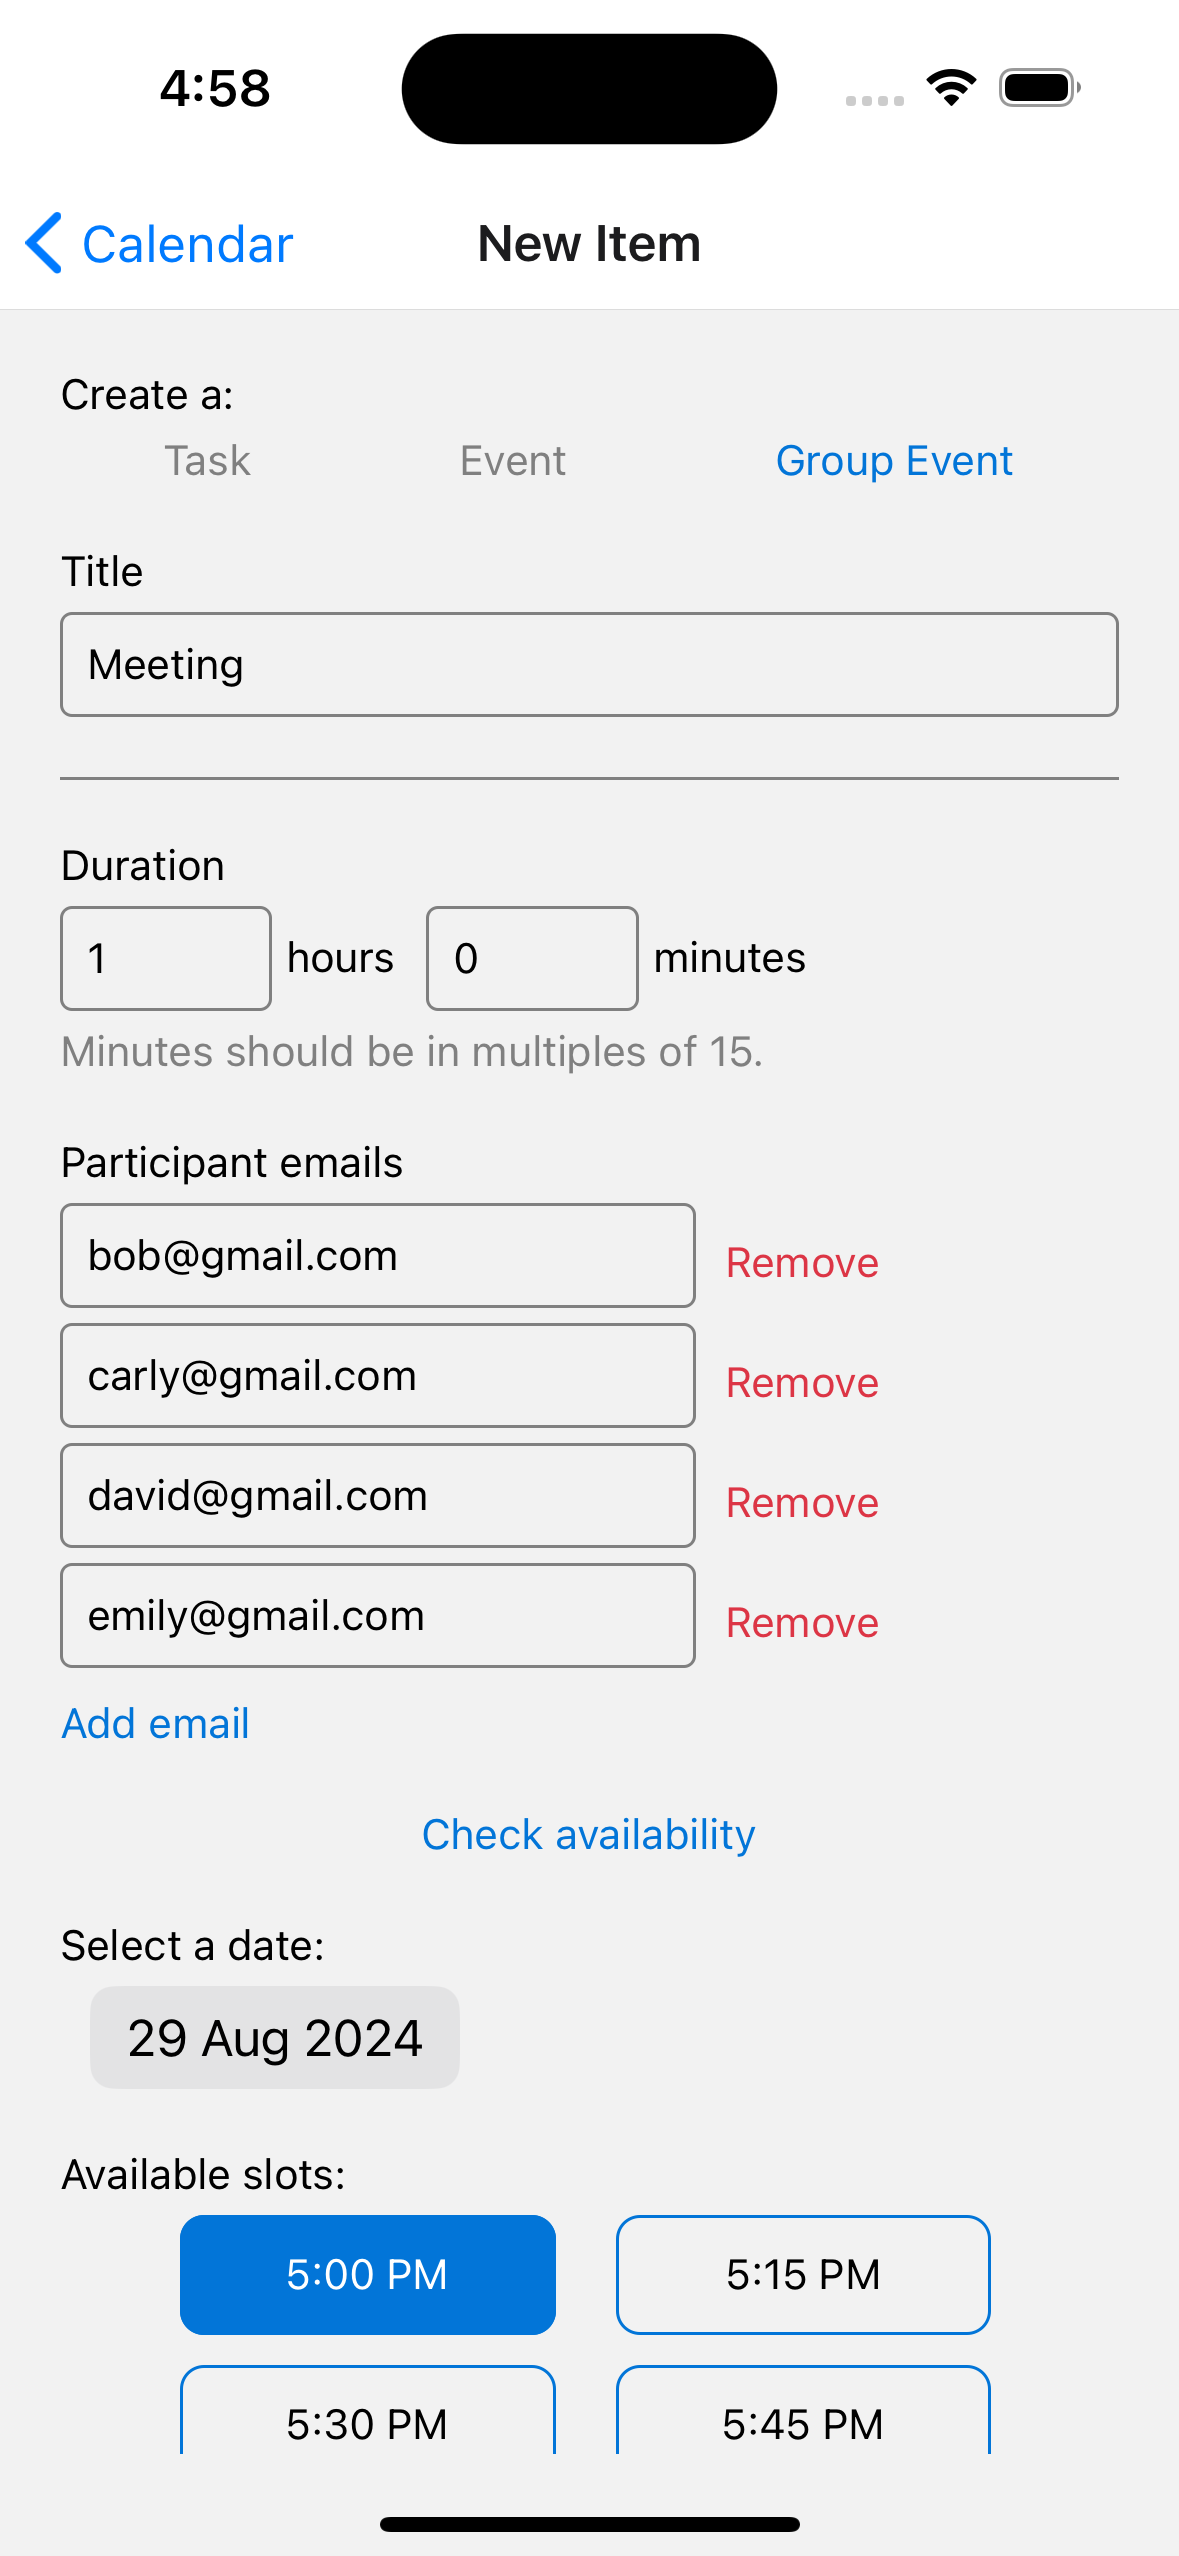 4:58
Calendar New Item
Create a:
Task Event Group Event
Title
Meeting
Duration
1 hours 0 minutes
Minutes should be in multiples of 15.
Participant emails
bob@gmail.com Remove
carly@gmail.com Remove
david@gmail.com Remove
emily@gmail.com Remove
Add email
Check availability
Select a date:
29 Aug 2024
Available slots:
5:00 PM 5:15 PM
5:30 PM 5:45 PM